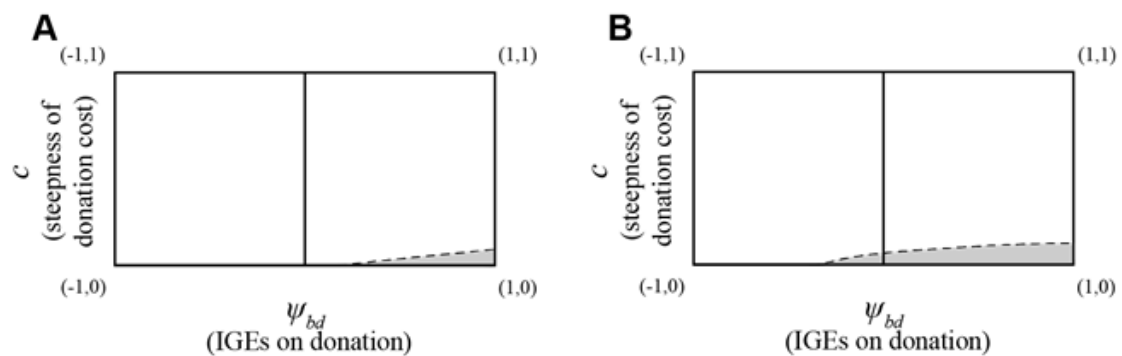 A
(-1,1)
(1,1)
c
(steepness of
donation cost)
(-1,0)
(1,0)
ψbd
(IGEs on donation)
B
(-1,1)
(1,1)
c
(steepness of
donation cost)
(-1,0)
(1,0)
ψbd
(IGEs on donation)